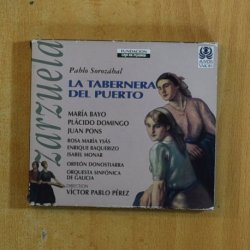 zarzuela
FUNDACIÓN
Pablo Sorozábal
LA TABERNERA
DEL PUERTO
MARÍA BAYO
PLÁCIDO DOMINGO
JUAN PONS
ROSA MARÍA YSÁS
ENRIQUE BAQUERIZO
ISABEL MONAR
ORFEÓN DONOSTIARRA
ORQUESTA SINFÓNICA
DE GALICIA
VÍCTOR PABLO PÉREZ